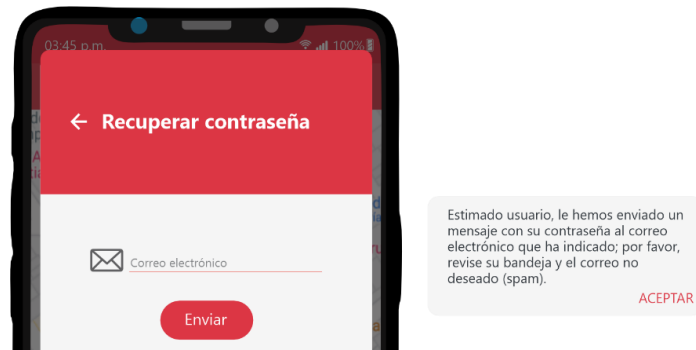 03:45 p.m.
100%
Recuperar contraseña
Correo electrónico
Enviar
Estimado usuario, le hemos enviado un
mensaje con su contraseña al correo
electrónico que ha indicado; por favor,
revise su bandeja y el correo no
deseado (spam).
ACEPTAR